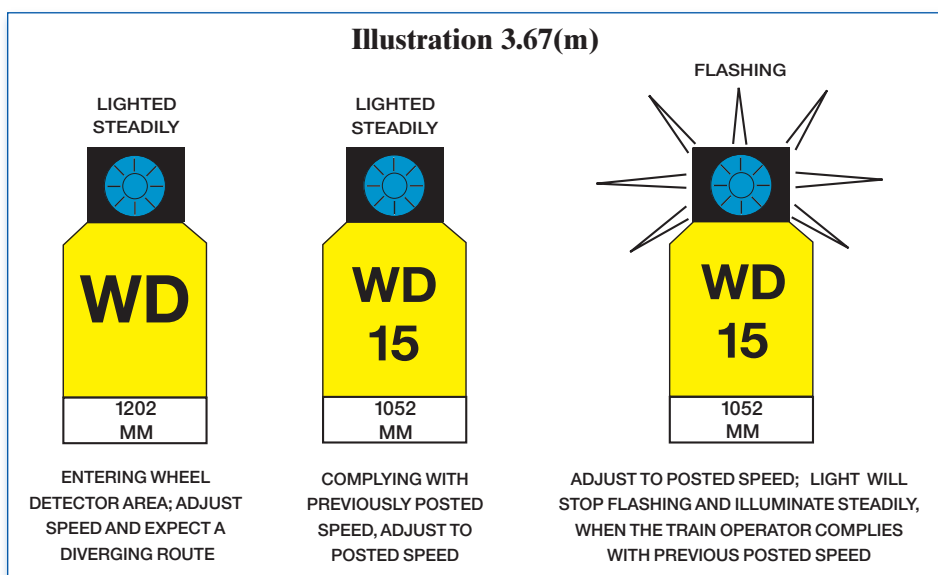 Illustration 3.67(m)
LIGHTED
STEADILY
WD
1202
MM
ENTERING WHEEL
DETECTOR AREA; ADJUST
SPEED AND EXPECT A
DIVERGING ROUTE
LIGHTED
STEADILY
WD
15
1052
MM
COMPLYING WITH
PREVIOUSLY POSTED
SPEED, ADJUST TO
POSTED SPEED
FLASHING
WD
15
1052
MM
ADJUST TO POSTED SPEED; LIGHT WILL
STOP FLASHING AND ILLUMINATE STEADILY,
WHEN THE TRAIN OPERATOR COMPLIES
WITH PREVIOUS POSTED SPEED